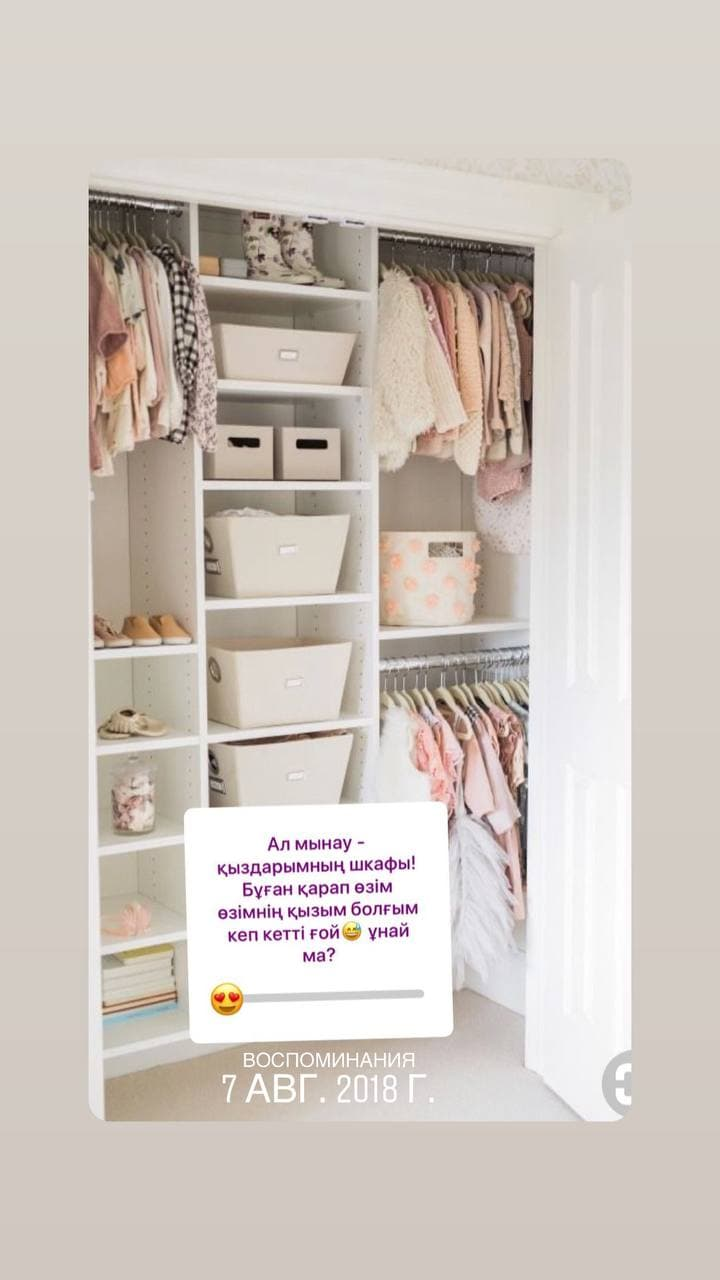 Ал мынау -
қыздарымның шкафы!
Бұған қарап өзім
өзімнің қызым болғым
кеп кетті ғой😅 ұнай
ма?
ВОСПОМИНАНИЯ
7 АВГ. 2018 Г.